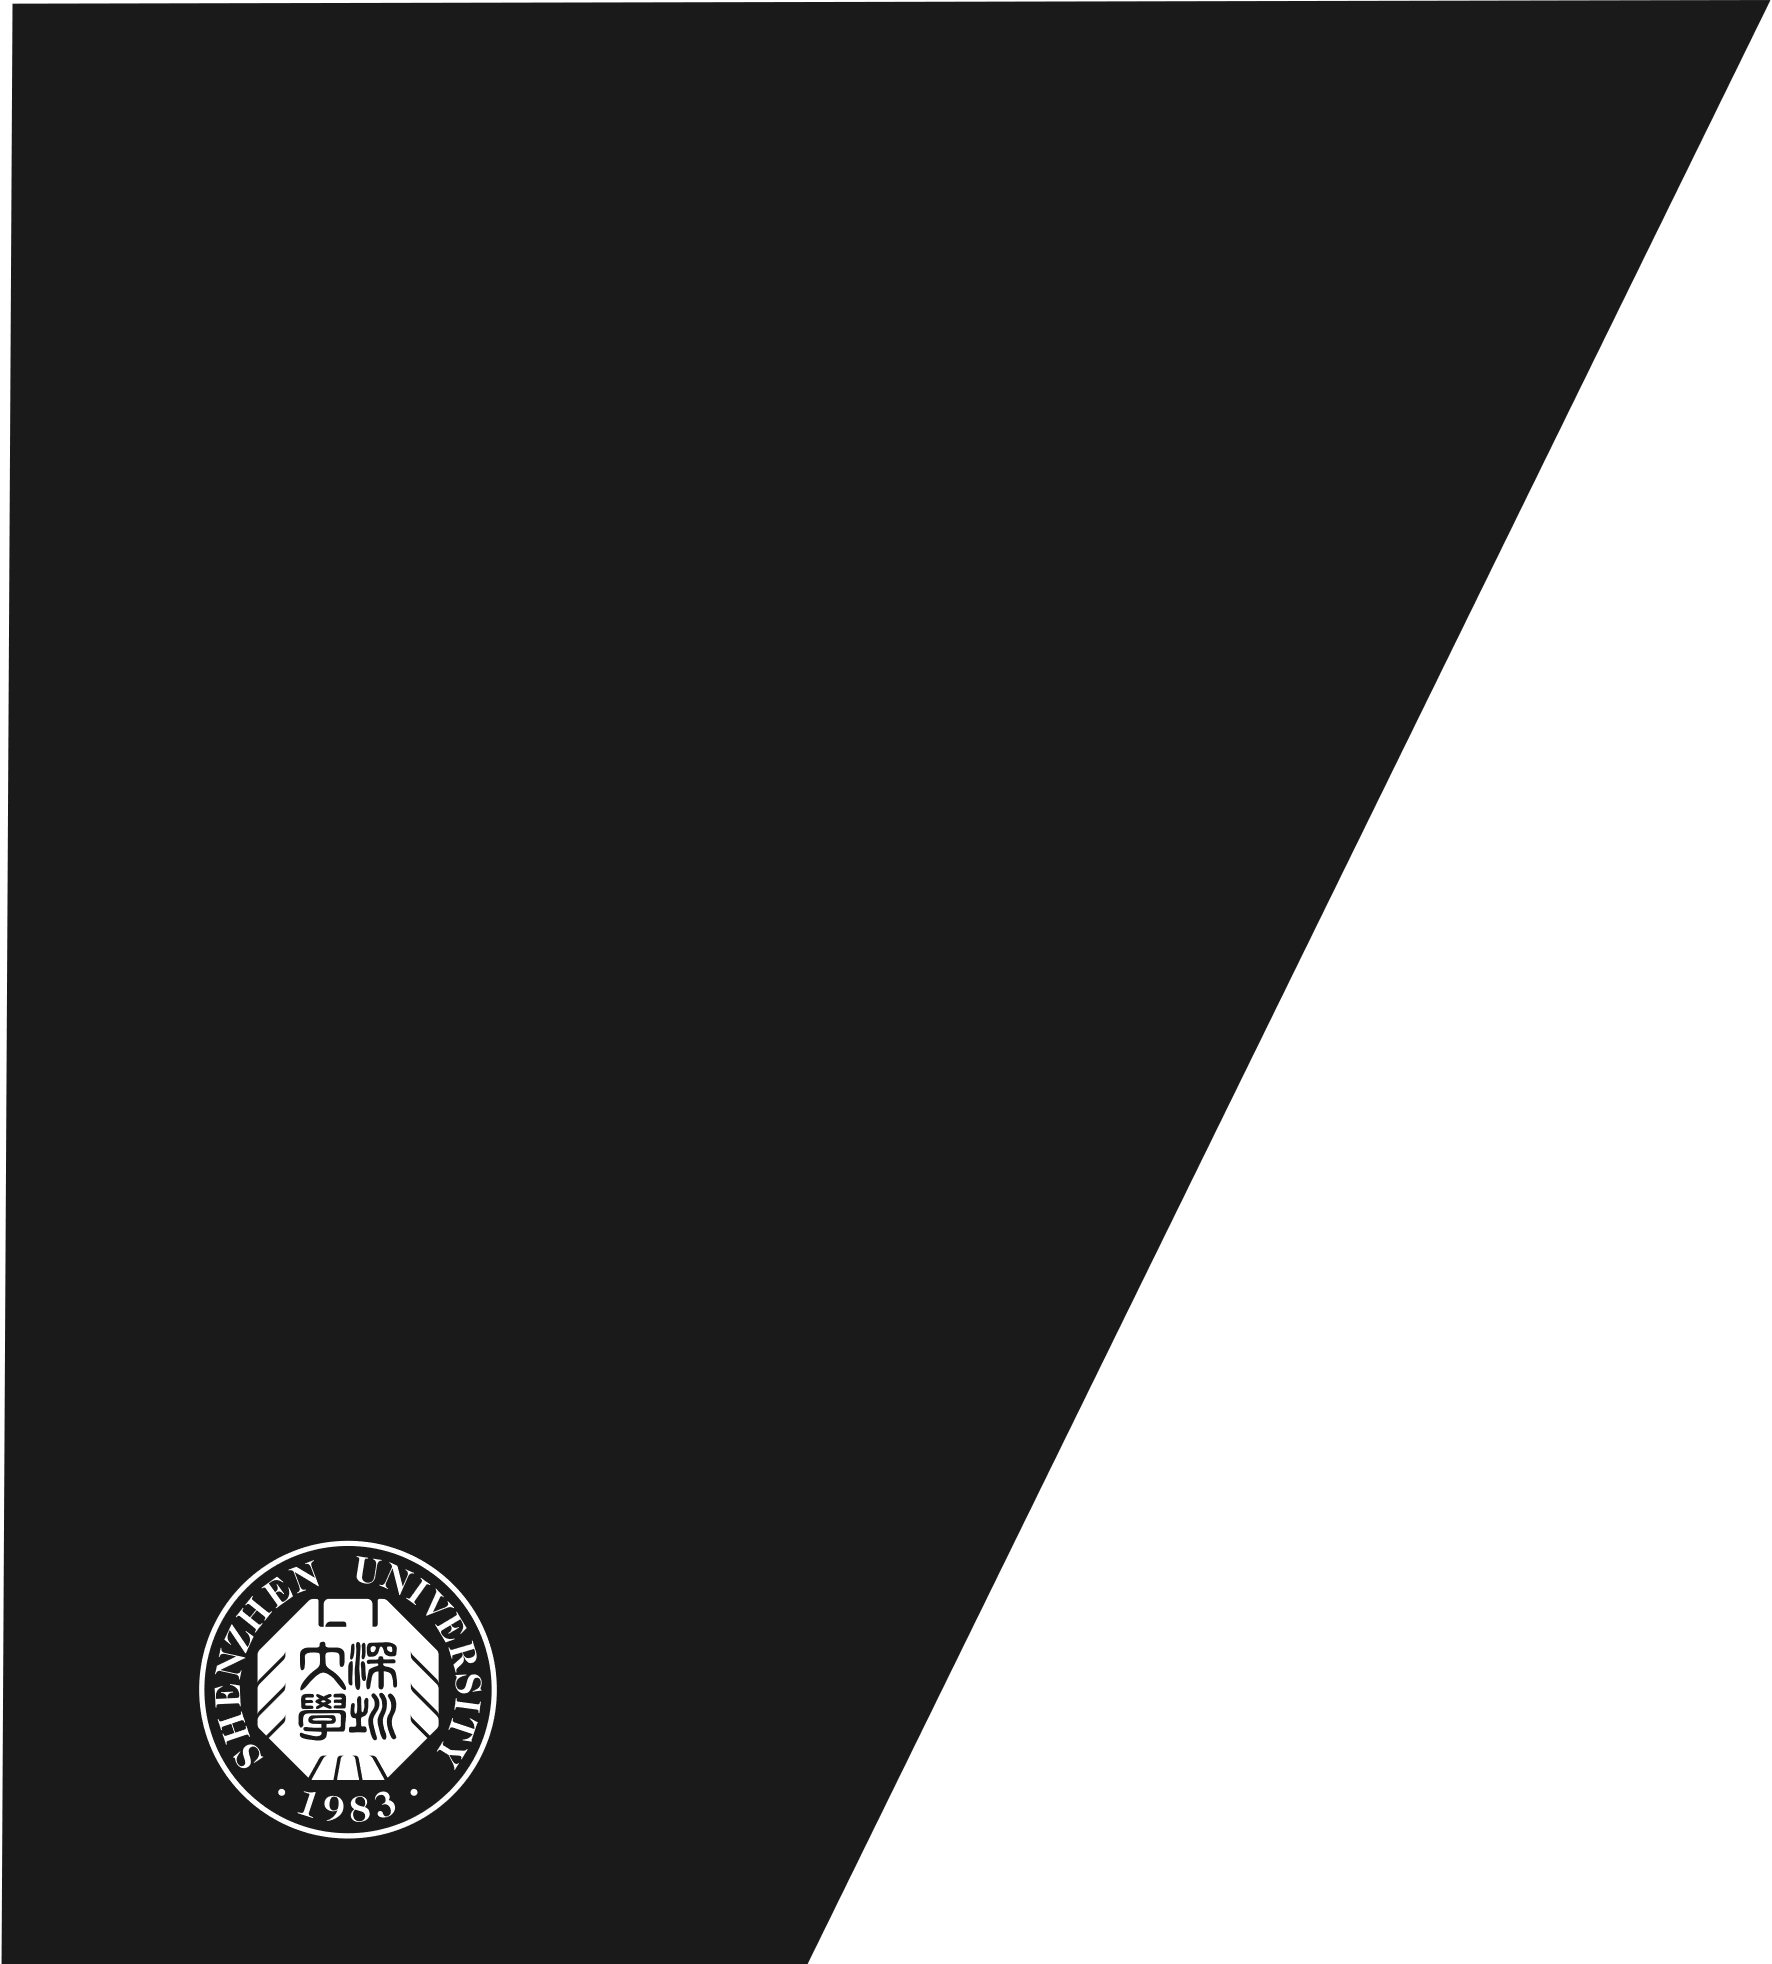 SHENZHEN UNIVERSITY
深圳
大學
· 1983 ·